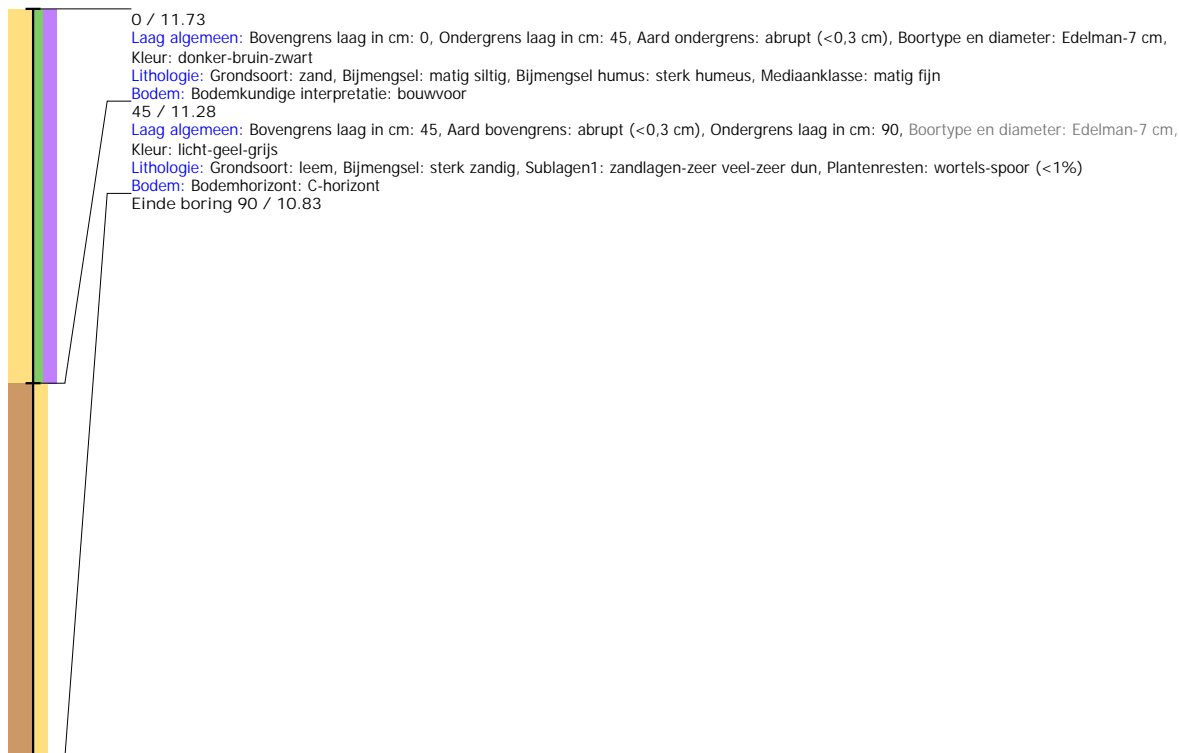 0 / 11.73
Laag algemeen: Bovengrens laag in cm: 0, Ondergrens laag in cm: 45, Aard ondergrens: abrupt (<0,3 cm), Boortype en diameter: Edelman-7 cm,
Kleur: donker-bruin-zwart
Lithologie: Grondsoort: zand, Bijmengsel: matig siltig, Bijmengsel humus: sterk humeus, Mediaanklasse: matig fijn
Bodem: Bodemkundige interpretatie: bouwvoor
45 / 11.28
Laag algemeen: Bovengrens laag in cm: 45, Aard bovengrens: abrupt (<0,3 cm), Ondergrens laag in cm: 90, Boortype en diameter: Edelman-7 cm,
Kleur: licht-geel-grijs
Lithologie: Grondsoort: leem, Bijmengsel: sterk zandig, Sublagen1: zandlagen-zeer veel-zeer dun, Plantenresten: wortels-spoor (<1%)
Bodem: Bodemhorizont: C-horizont
Einde boring 90 / 10.83